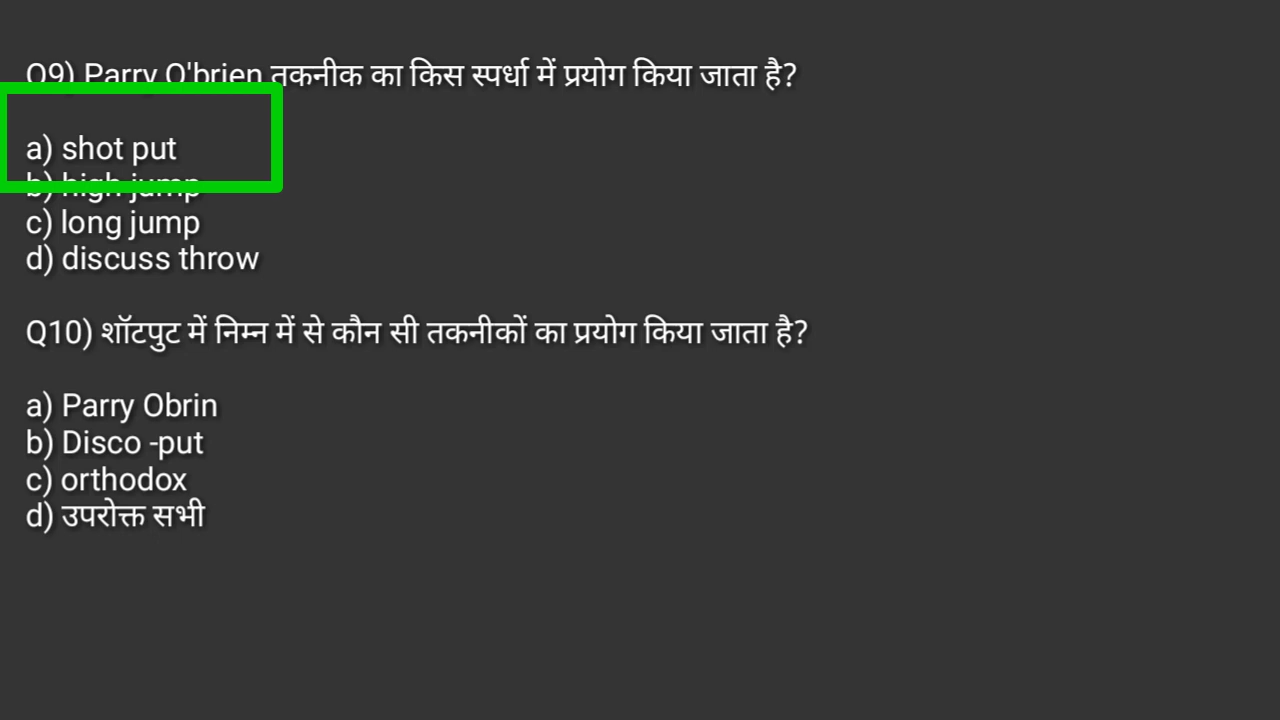 Q9) Parry O'brien तकनीक का किस स्पर्धा में प्रयोग किया जाता है?
a) shot put
b) high jump
c) long jump
d) discuss throw
Q10) शॉटपुट में निम्न में से कौन सी तकनीकों का प्रयोग किया जाता है?
a) Parry Obrin
b) Disco -put
c) orthodox
d) उपरोक्त सभी